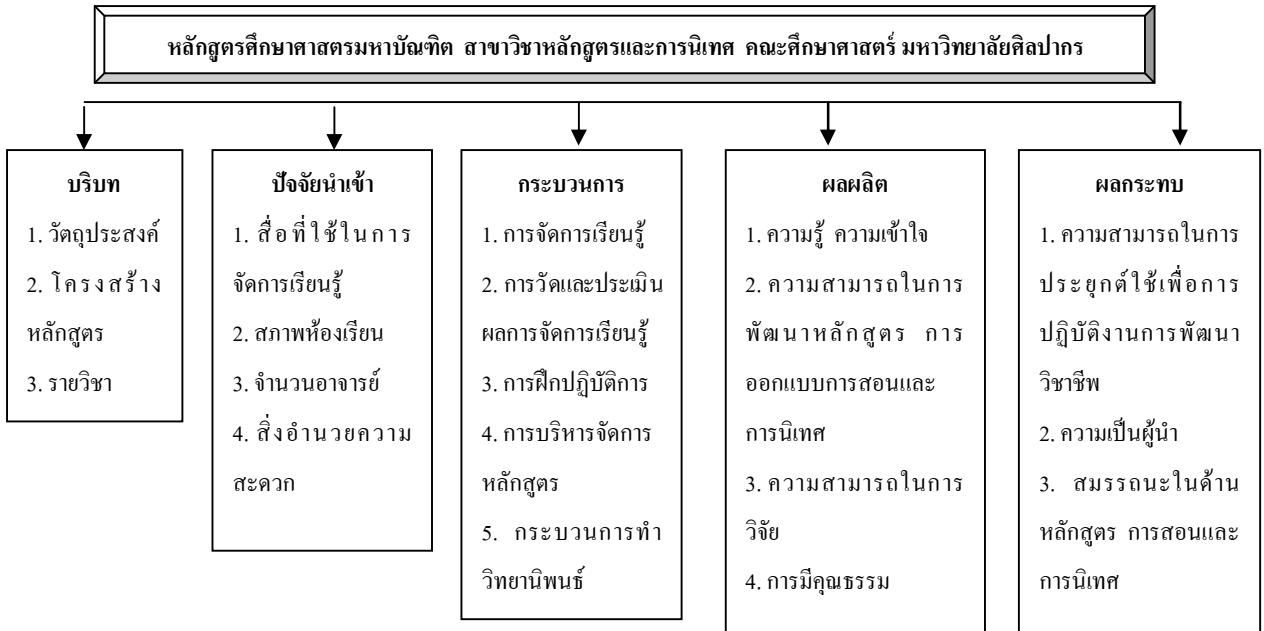 หลักสูตรศึกษาศาสตรมหาบัณฑิต สาขาวิชาหลักสูตรและการนิเทศ คณะศึกษาศาสตร์ มหาวิทยาลัยศิลปากร
บริบท
1. วัตถุประสงค์
2. โครงสร้าง
หลักสูตร
3. รายวิชา
ปัจจัยนำเข้า
1. สื่อที่ใช้ในการ
จัดการเรียนรู้
2. สภาพห้องเรียน
3. จำนวนอาจารย์
4. สิ่งอำนวยความ
สะดวก
กระบวนการ
1. การจัดการเรียนรู้
2. การวัดและประเมิน
ผลการจัดการเรียนรู้
3. การฝึกปฏิบัติการ
4. การบริหารจัดการ
หลักสูตร
5. กระบวนการทำ
วิทยานิพนธ์
ผลผลิต
1. ความรู้ ความเข้าใจ
2. ความสามารถในการ
พัฒนาหลักสูตร การ
ออกแบบการสอนและ
การนิเทศ
3. ความสามารถในการ
วิจัย
4. การมีคุณธรรม
ผลกระทบ
1. ความสามารถในการ
ประยุกต์ใช้เพื่อการ
ปฏิบัติงานการพัฒนา
วิชาชีพ
2. ความเป็นผู้นำ
3. สมรรถนะในด้าน
หลักสูตร การสอนและ
การนิเทศ